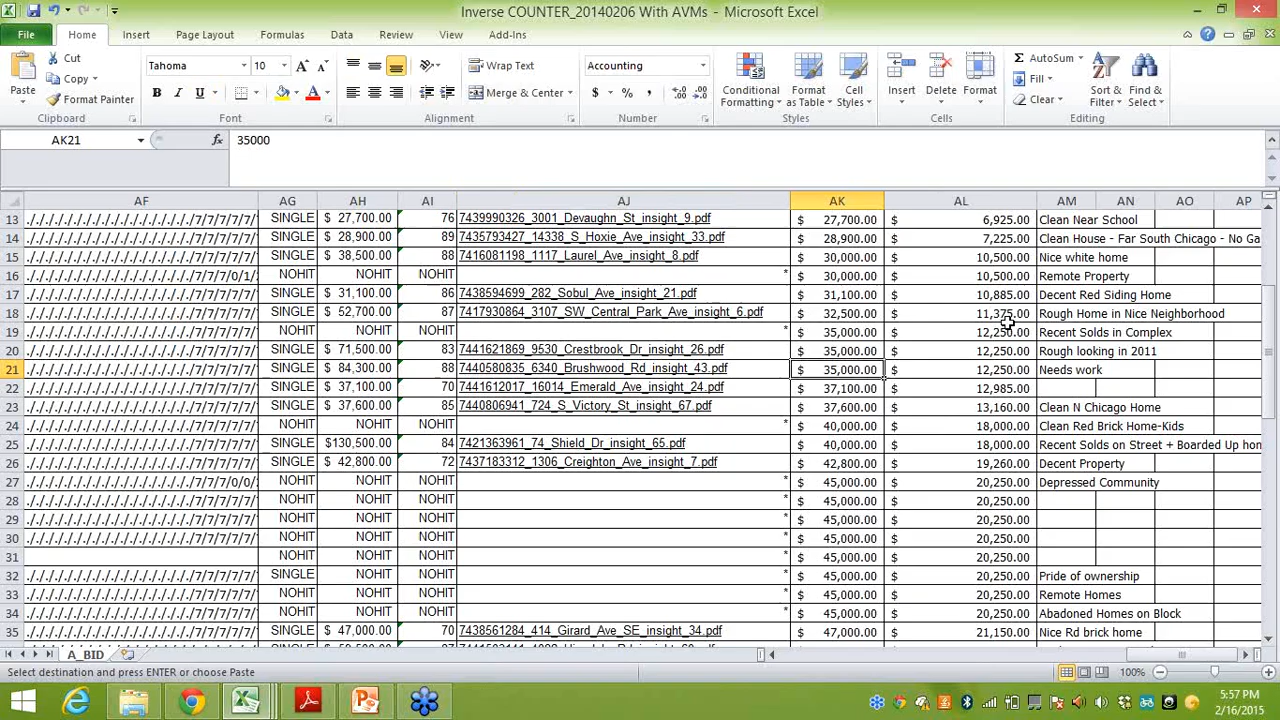 Inverse COUNTER_20140206 With AVMs - Microsoft Excel
File Home Insert Page Layout Formulas Data Review View Add-Ins
Paste Cut Copy Format Painter Clipboard
Tahoma 10 B I U A Font
Wrap Text Merge & Center Alignment
Accounting $ % , Number
Conditional Formatting Format as Table Cell Styles Styles
Insert Delete Format Cells
AutoSum Fill Clear Sort & Filter Find & Select Editing
AK21 fx 35000
AF AG AH AI AJ AK AL AM AN AO AP
13 ././././././././././././././././././7/7/7/7/ SINGLE $ 27,700.00 76 7439990326_3001_Devaughn_St_insight_9.pdf $ 27,700.00 $ 6,925.00 Clean Near School
14 ././././././././././././././././././7/7/7/7/ SINGLE $ 28,900.00 89 7435793427_14338_S_Hoxie_Ave_insight_33.pdf $ 28,900.00 $ 7,225.00 Clean House - Far South Chicago - No Ga
15 ././././././././././././././././././7/7/7/7/ SINGLE $ 38,500.00 88 7416081198_1117_Laurel_Ave_insight_8.pdf $ 30,000.00 $ 10,500.00 Nice white home
16 ././././././././././././././././././7/7/0/1/ NOHIT NOHIT NOHIT * $ 30,000.00 $ 10,500.00 Remote Property
17 ././././././././././././././././././7/7/7/7/ SINGLE $ 31,100.00 86 7438594699_282_Sobul_Ave_insight_21.pdf $ 31,100.00 $ 10,885.00 Decent Red Siding Home
18 ././././././././././././././././././7/7/7/7/ SINGLE $ 52,700.00 87 7417930864_3107_SW_Central_Park_Ave_insight_6.pdf $ 32,500.00 $ 11,375.00 Rough Home in Nice Neighborhood
19 ././././././././././././././././././7/7/7/7/ NOHIT NOHIT NOHIT * $ 35,000.00 $ 12,250.00 Recent Solds in Complex
20 ././././././././././././././././././7/7/7/7/ SINGLE $ 71,500.00 83 7441621869_9530_Crestbrook_Dr_insight_26.pdf $ 35,000.00 $ 12,250.00 Rough looking in 2011
21 ././././././././././././././././././7/7/7/7/ SINGLE $ 84,300.00 88 7440580835_6340_Brushwood_Rd_insight_43.pdf $ 35,000.00 $ 12,250.00 Needs work
22 ././././././././././././././././././7/7/7/7/ SINGLE $ 37,100.00 70 7441612017_16014_Emerald_Ave_insight_24.pdf $ 37,100.00 $ 12,985.00
23 ././././././././././././././././././7/7/7/7/ SINGLE $ 37,600.00 85 7440806941_724_S_Victory_St_insight_67.pdf $ 37,600.00 $ 13,160.00 Clean N Chicago Home
24 ././././././././././././././././././7/7/7/7/ NOHIT NOHIT NOHIT * $ 40,000.00 $ 18,000.00 Clean Red Brick Home-Kids
25 ././././././././././././././././././7/7/7/7/ SINGLE $130,500.00 84 7421363961_74_Shield_Dr_insight_65.pdf $ 40,000.00 $ 18,000.00 Recent Solds on Street + Boarded Up hom
26 ././././././././././././././././././7/7/7/7/ SINGLE $ 42,800.00 72 7437183312_1306_Creighton_Ave_insight_7.pdf $ 42,800.00 $ 19,260.00 Decent Property
27 ././././././././././././././././././7/7/0/0/ NOHIT NOHIT NOHIT * $ 45,000.00 $ 20,250.00 Depressed Community
28 ././././././././././././././././././7/7/7/7/ NOHIT NOHIT NOHIT * $ 45,000.00 $ 20,250.00
29 ././././././././././././././././././7/7/7/7/ NOHIT NOHIT NOHIT * $ 45,000.00 $ 20,250.00
30 ././././././././././././././././././7/7/7/7/ NOHIT NOHIT NOHIT * $ 45,000.00 $ 20,250.00
31 NOHIT NOHIT NOHIT * $ 45,000.00 $ 20,250.00
32 ././././././././././././././././././7/7/7/7/ NOHIT NOHIT NOHIT * $ 45,000.00 $ 20,250.00 Pride of ownership
33 ././././././././././././././././././7/7/7/7/ NOHIT NOHIT NOHIT * $ 45,000.00 $ 20,250.00 Remote Homes
34 ././././././././././././././././././7/7/7/7/ NOHIT NOHIT NOHIT * $ 45,000.00 $ 20,250.00 Abadoned Homes on Block
35 ././././././././././././././././././7/7/7/7/ SINGLE $ 47,000.00 70 7438561284_414_Girard_Ave_SE_insight_34.pdf $ 47,000.00 $ 21,150.00 Nice Rd brick home
A_BID
Select destination and press ENTER or choose Paste 100%
5:57 PM
2/16/2015